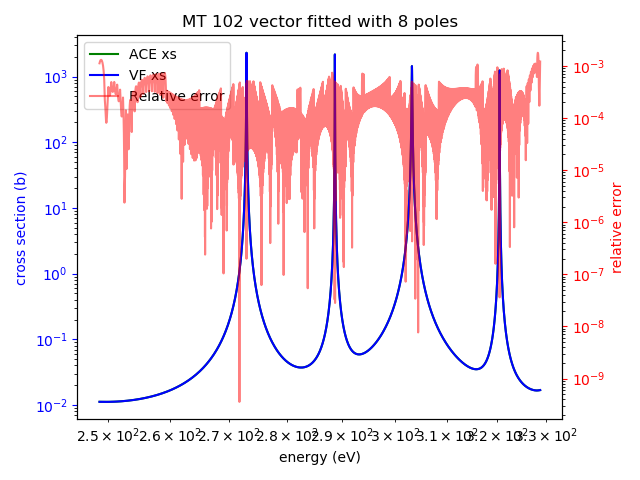 MT 102 vector fitted with 8 poles
ACE xs
VF xs
Relative error
cross section (b)
10³
10²
10¹
10⁰
10⁻¹
10⁻²
relative error
10⁻³
10⁻⁴
10⁻⁵
10⁻⁶
10⁻⁷
10⁻⁸
10⁻⁹
2.5 × 10² 2.6 × 10² 2.7 × 10² 2.8 × 10² 2.9 × 10² 3 × 10² 3.1 × 10² 3.2 × 10² 3.3 × 10²
energy (eV)